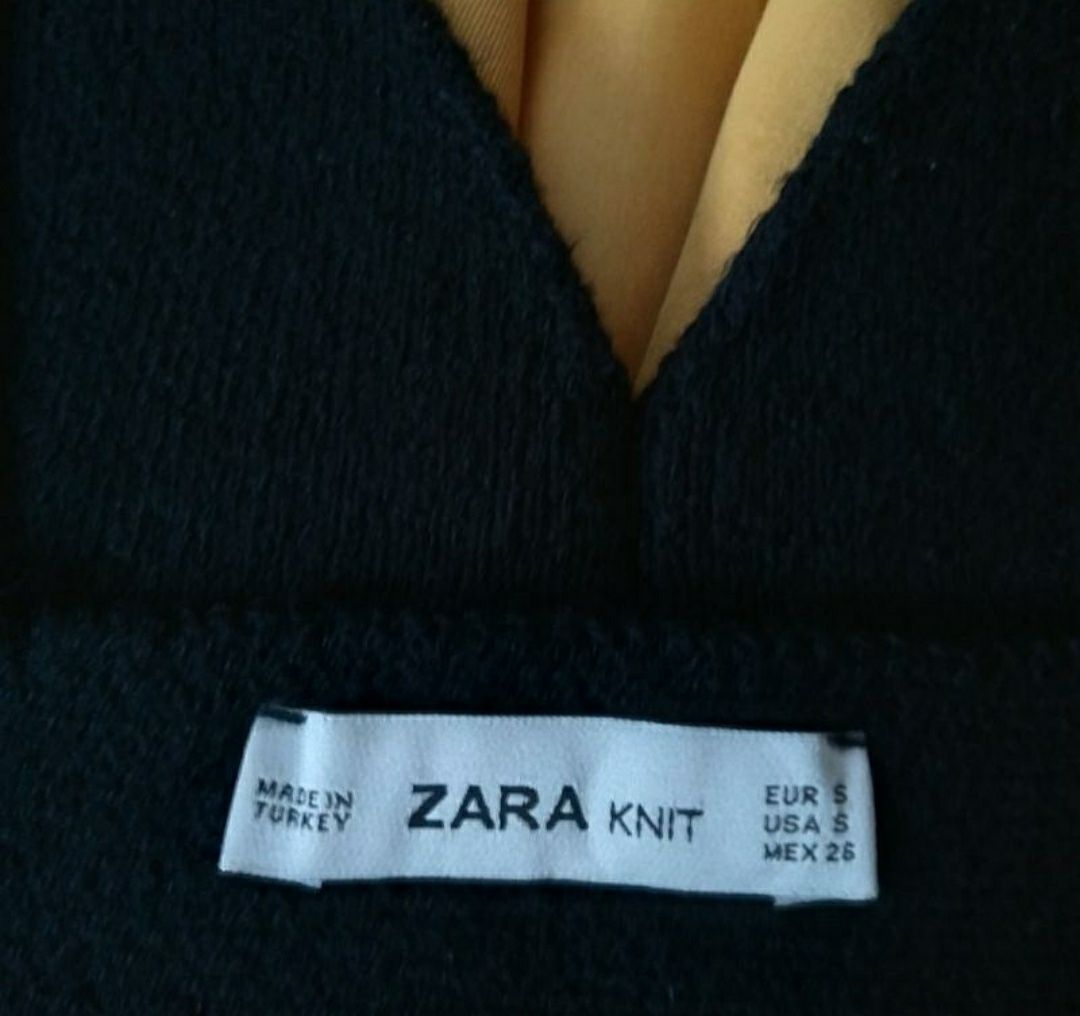 MADE IN
TURKEY
ZARA KNIT
EUR S
USA S
MEX 26